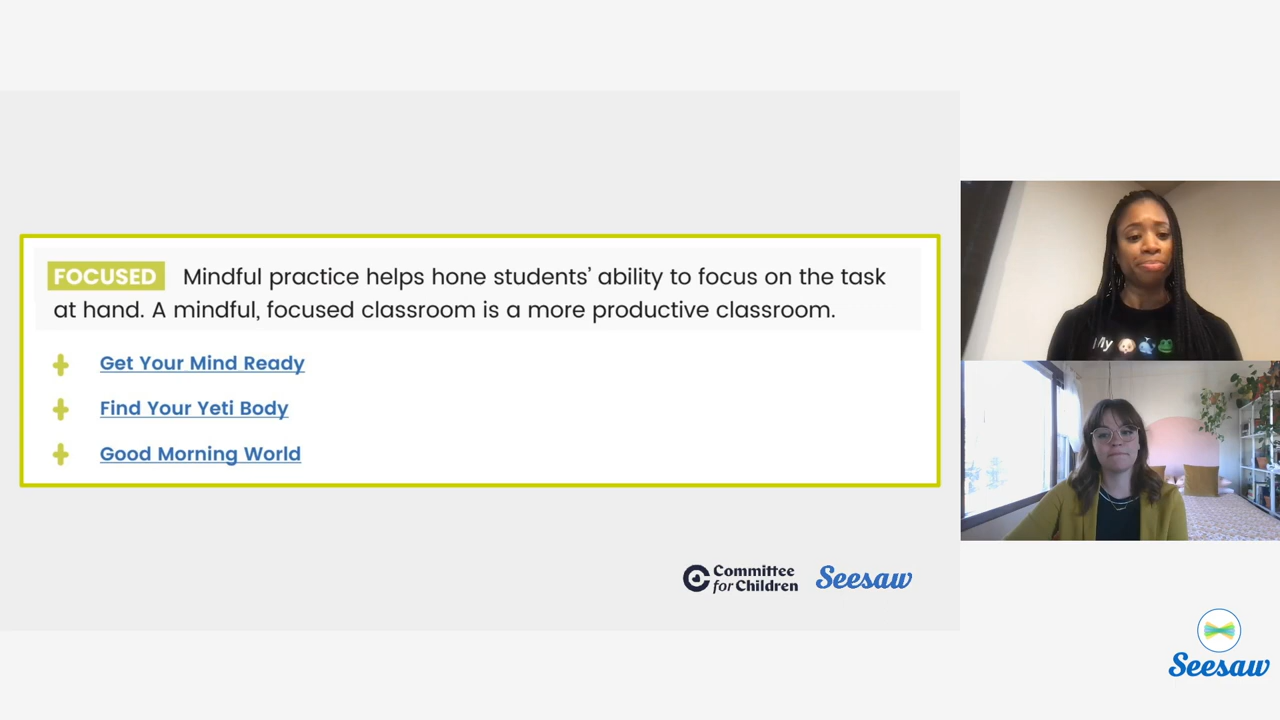 FOCUSED Mindful practice helps hone students’ ability to focus on the task
at hand. A mindful, focused classroom is a more productive classroom.
Get Your Mind Ready
Find Your Yeti Body
Good Morning World
Committee
for Children
Seesaw
My
Seesaw